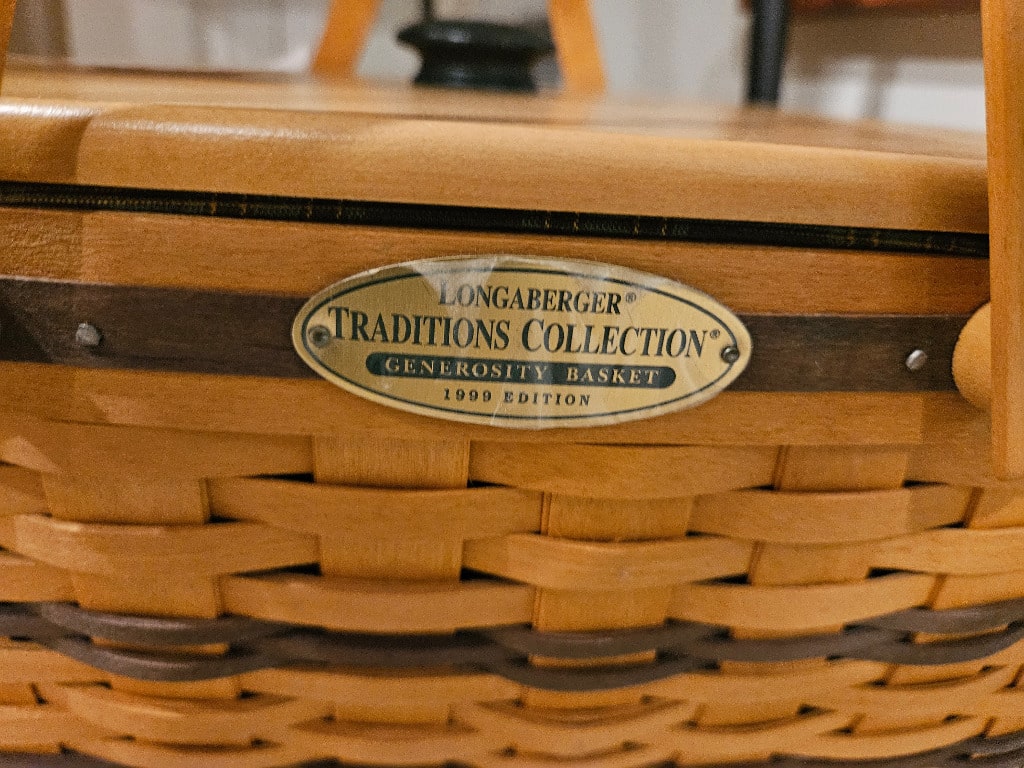 LONGABERGER®
TRADITIONS COLLECTION®
GENEROSITY BASKET
1999 EDITION